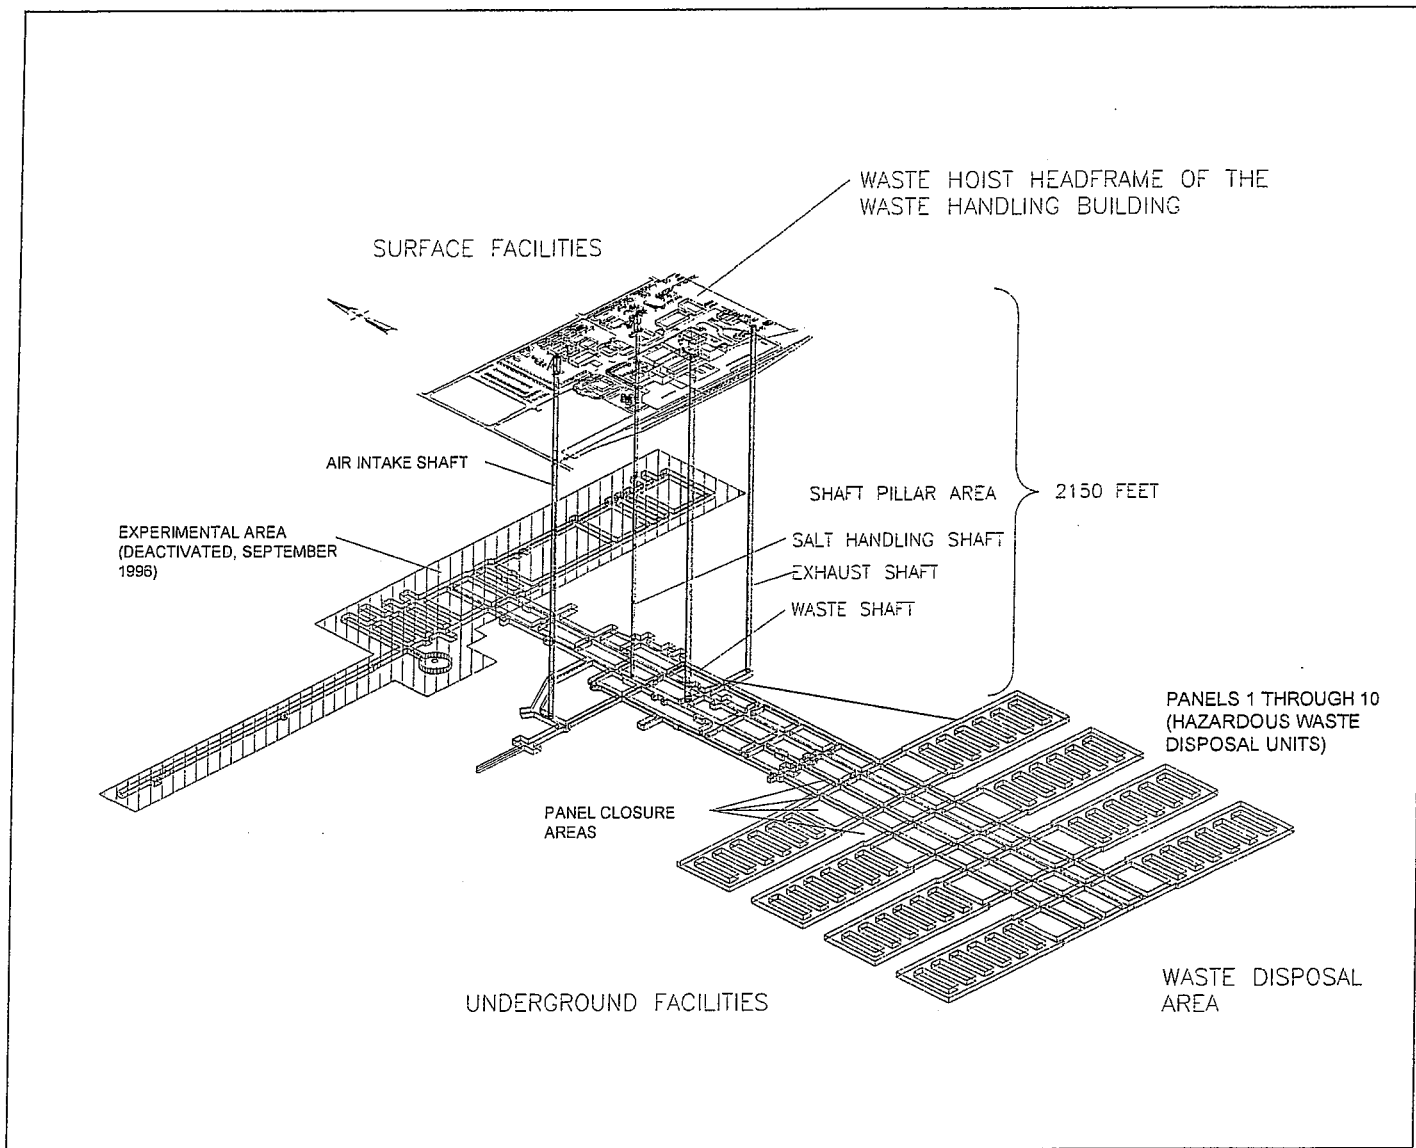 WASTE HOIST HEADFRAME OF THE
WASTE HANDLING BUILDING
SURFACE FACILITIES
AIR INTAKE SHAFT
SHAFT PILLAR AREA
2150 FEET
EXPERIMENTAL AREA
(DEACTIVATED, SEPTEMBER
1996)
SALT HANDLING SHAFT
EXHAUST SHAFT
WASTE SHAFT
PANELS 1 THROUGH 10
(HAZARDOUS WASTE
DISPOSAL UNITS)
PANEL CLOSURE
AREAS
UNDERGROUND FACILITIES
WASTE DISPOSAL
AREA